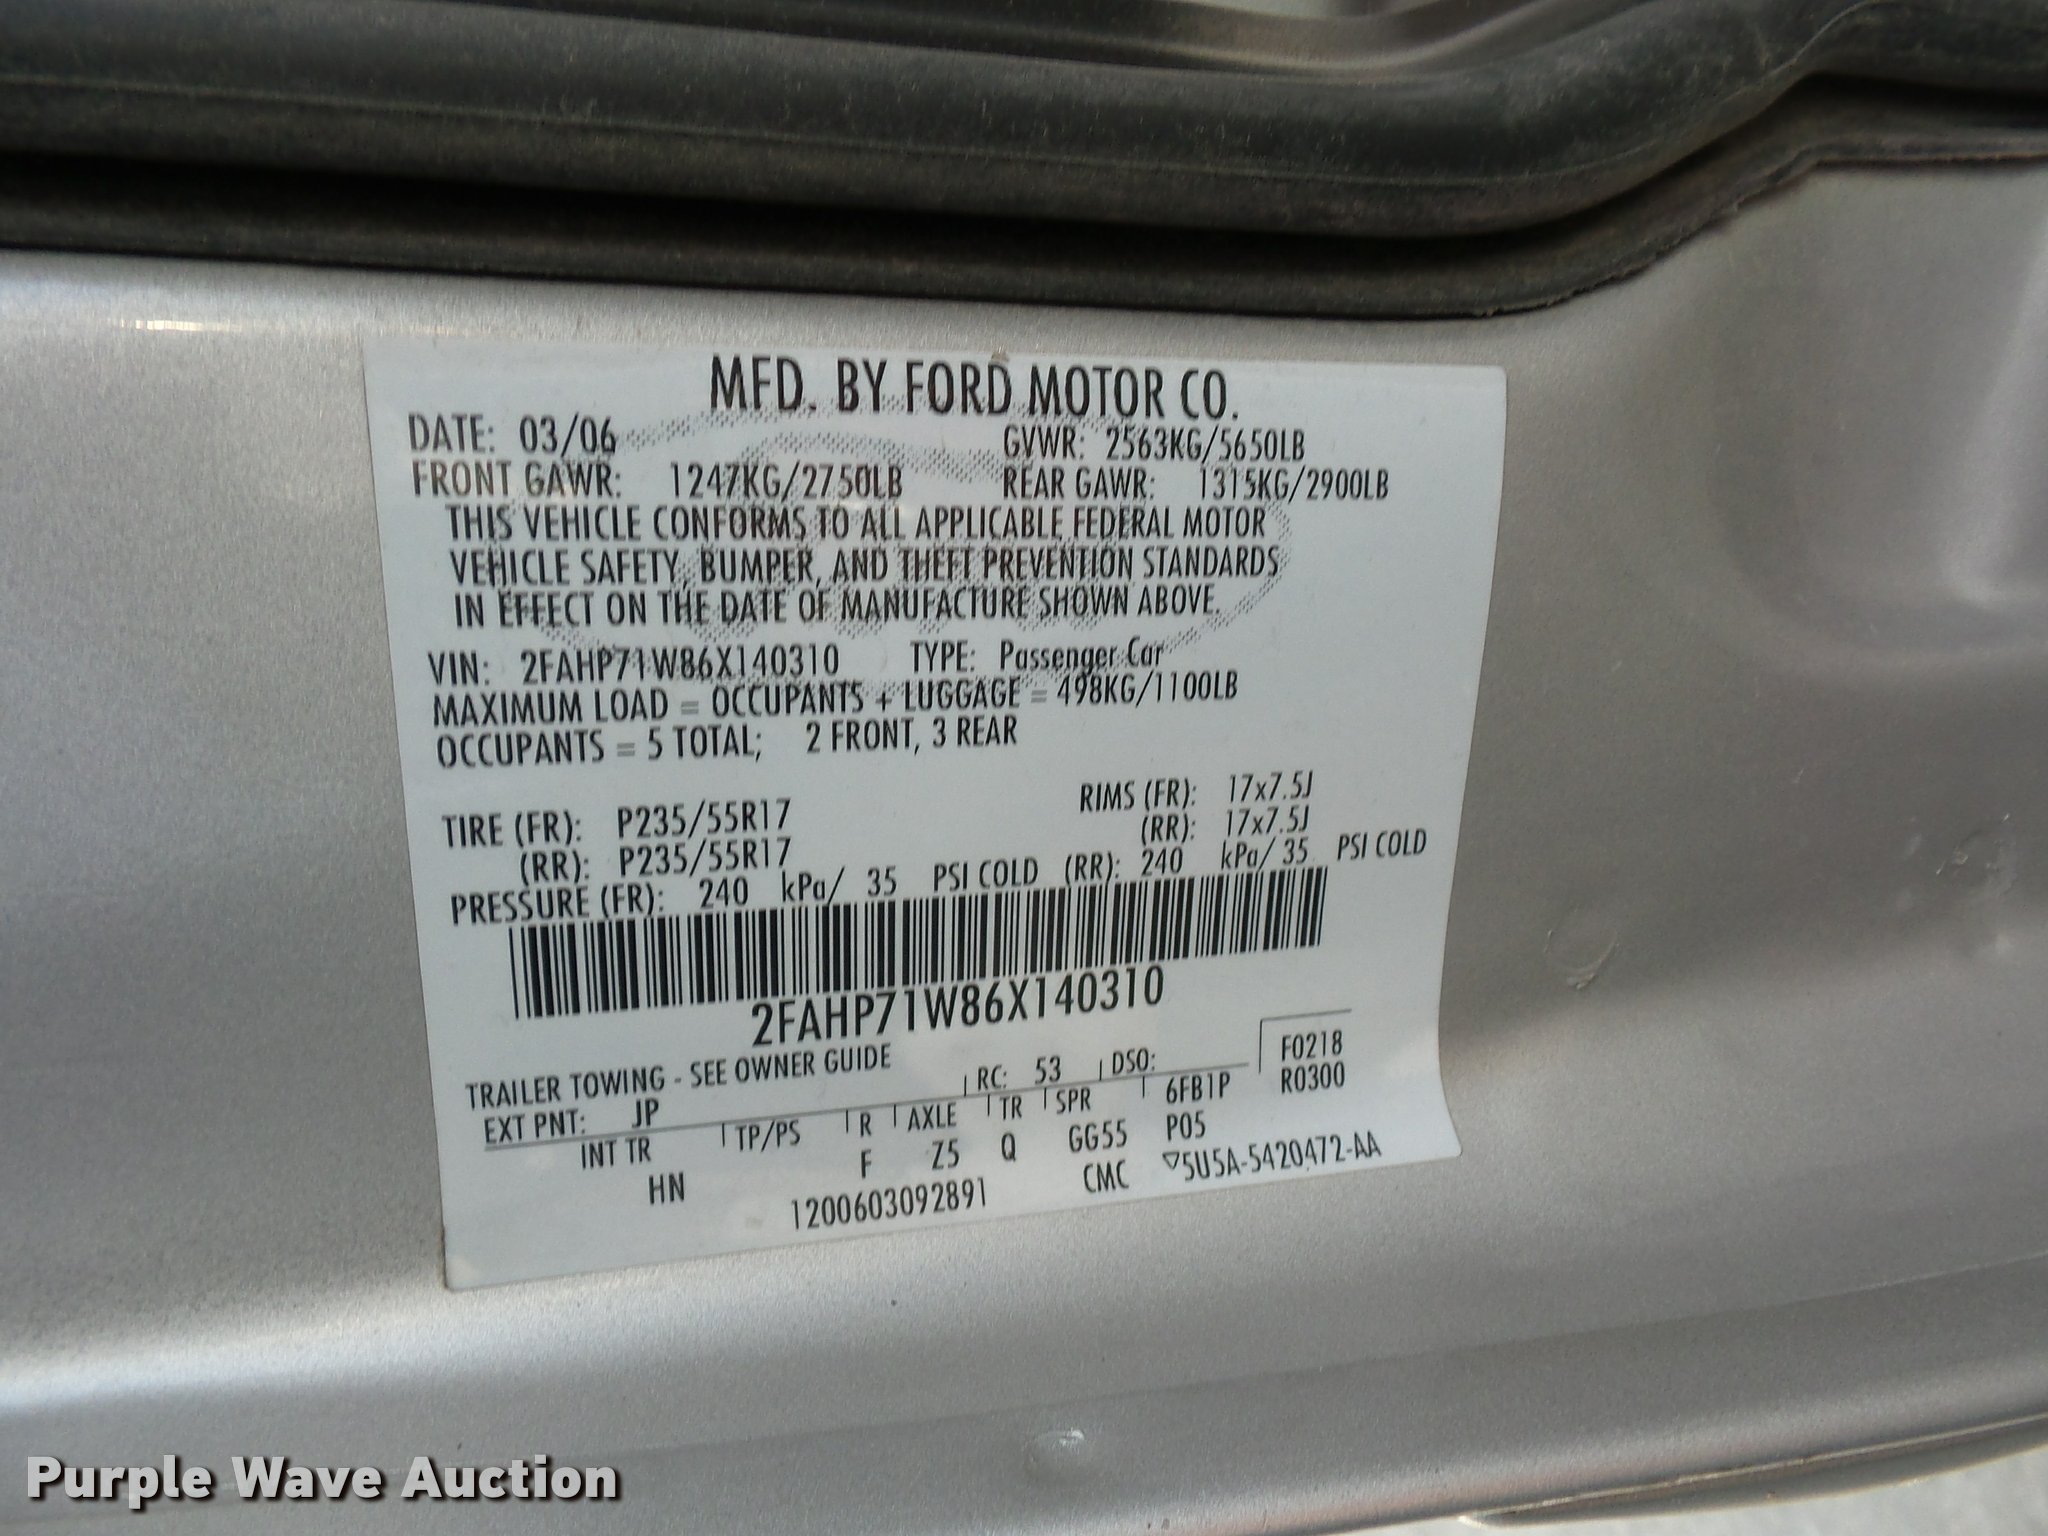 MFD. BY FORD MOTOR CO.
DATE: 03/06 GVWR: 2563KG/5650LB
FRONT GAWR: 1247KG/2750LB REAR GAWR: 1315KG/2900LB
THIS VEHICLE CONFORMS TO ALL APPLICABLE FEDERAL MOTOR
VEHICLE SAFETY, BUMPER, AND THEFT PREVENTION STANDARDS
IN EFFECT ON THE DATE OF MANUFACTURE SHOWN ABOVE.
VIN: 2FAHP71W86X140310 TYPE: Passenger Car
MAXIMUM LOAD = OCCUPANTS + LUGGAGE = 498KG/1100LB
OCCUPANTS = 5 TOTAL; 2 FRONT, 3 REAR
TIRE (FR): P235/55R17 RIMS (FR): 17x7.5J
(RR): P235/55R17 (RR): 17x7.5J
PRESSURE (FR): 240 kPa/ 35 PSI COLD (RR): 240 kPa/ 35 PSI COLD
2FAHP71W86X140310
TRAILER TOWING - SEE OWNER GUIDE F0218
EXT PNT: JP RC: 53 DSO: R0300
INT TR TP/PS R AXLE TR SPR 6FB1P
HN F Z5 Q GG55 P05
1200603092891 CMC ▽5U5A-5420472-AA
Purple Wave Auction